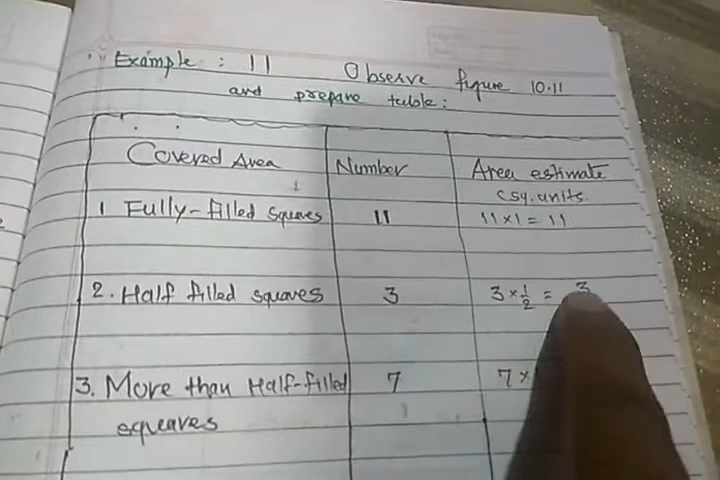 Example : 11 Observe figure 10.11
and prepare table :
Covered Area Number Area estimate
(sy.units.
1 Fully-filled squares 11 11 × 1 = 11
2. Half filled squares 3 3 × 1/2 = 3
3. More than Half-filled 7 7 ×
squares